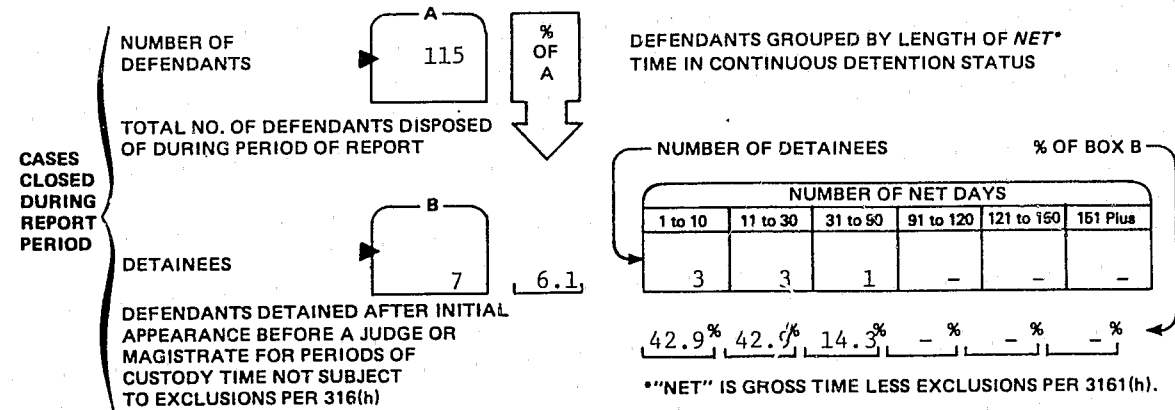 A
NUMBER OF
DEFENDANTS
115
%
OF
A
TOTAL NO. OF DEFENDANTS DISPOSED
OF DURING PERIOD OF REPORT
CASES
CLOSED
DURING
REPORT
PERIOD
B
DETAINEES
7
6.1
DEFENDANTS DETAINED AFTER INITIAL
APPEARANCE BEFORE A JUDGE OR
MAGISTRATE FOR PERIODS OF
CUSTODY TIME NOT SUBJECT
TO EXCLUSIONS PER 316(h)
DEFENDANTS GROUPED BY LENGTH OF NET*
TIME IN CONTINUOUS DETENTION STATUS
NUMBER OF DETAINEES % OF BOX B
NUMBER OF NET DAYS
1 to 10 11 to 30 31 to 90 91 to 120 121 to 150 151 Plus
3 3 1 - - -
42.9% 42.9% 14.3% - % - % - %
*"NET" IS GROSS TIME LESS EXCLUSIONS PER 3161(h).